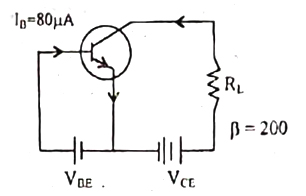 I_B=80μA
R_L
β = 200
V_BE
V_CE